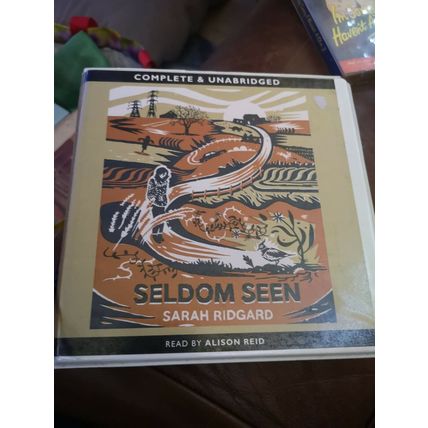 COMPLETE & UNABRIDGED
SELDOM SEEN
SARAH RIDGARD
READ BY ALISON REID